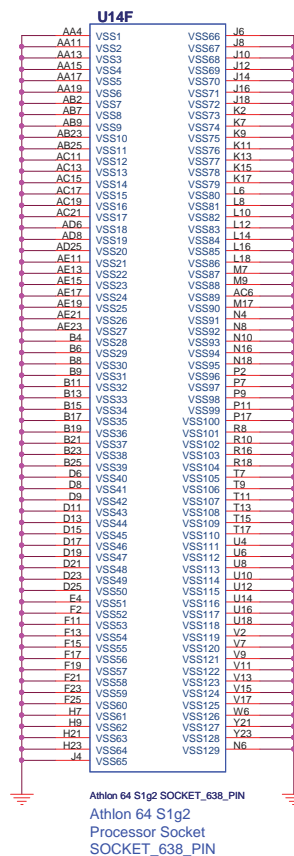 U14F
AA4 VSS1 VSS66 J6
AA11 VSS2 VSS67 J8
AA13 VSS3 VSS68 J10
AA15 VSS4 VSS69 J12
AA17 VSS5 VSS70 J14
AA19 VSS6 VSS71 J16
AB2 VSS7 VSS72 J18
AB7 VSS8 VSS73 K2
AB9 VSS9 VSS74 K7
AB23 VSS10 VSS75 K9
AB25 VSS11 VSS76 K11
AC11 VSS12 VSS77 K13
AC13 VSS13 VSS78 K15
AC15 VSS14 VSS79 K17
AC17 VSS15 VSS80 L6
AC19 VSS16 VSS81 L8
AC21 VSS17 VSS82 L10
AD6 VSS18 VSS83 L12
AD8 VSS19 VSS84 L14
AD25 VSS20 VSS85 L16
AE11 VSS21 VSS86 L18
AE13 VSS22 VSS87 M7
AE15 VSS23 VSS88 M9
AE17 VSS24 VSS89 AC6
AE19 VSS25 VSS90 M17
AE21 VSS26 VSS91 N4
AE23 VSS27 VSS92 N8
B4 VSS28 VSS93 N10
B6 VSS29 VSS94 N16
B8 VSS30 VSS95 N18
B9 VSS31 VSS96 P2
B11 VSS32 VSS97 P7
B13 VSS33 VSS98 P9
B15 VSS34 VSS99 P11
B17 VSS35 VSS100 P17
B19 VSS36 VSS101 R8
B21 VSS37 VSS102 R10
B23 VSS38 VSS103 R16
B25 VSS39 VSS104 R18
D6 VSS40 VSS105 T7
D8 VSS41 VSS106 T9
D9 VSS42 VSS107 T11
D11 VSS43 VSS108 T13
D13 VSS44 VSS109 T15
D15 VSS45 VSS110 T17
D17 VSS46 VSS111 U4
D19 VSS47 VSS112 U6
D21 VSS48 VSS113 U8
D23 VSS49 VSS114 U10
D25 VSS50 VSS115 U12
E4 VSS51 VSS116 U14
F2 VSS52 VSS117 U16
F11 VSS53 VSS118 U18
F13 VSS54 VSS119 V2
F15 VSS55 VSS120 V7
F17 VSS56 VSS121 V9
F19 VSS57 VSS122 V11
F21 VSS58 VSS123 V13
F23 VSS59 VSS124 V15
F25 VSS60 VSS125 V17
H7 VSS61 VSS126 W6
H9 VSS62 VSS127 Y21
H21 VSS63 VSS128 Y23
H23 VSS64 VSS129 N6
J4 VSS65
Athlon 64 S1g2 SOCKET_638_PIN
Athlon 64 S1g2
Processor Socket
SOCKET_638_PIN